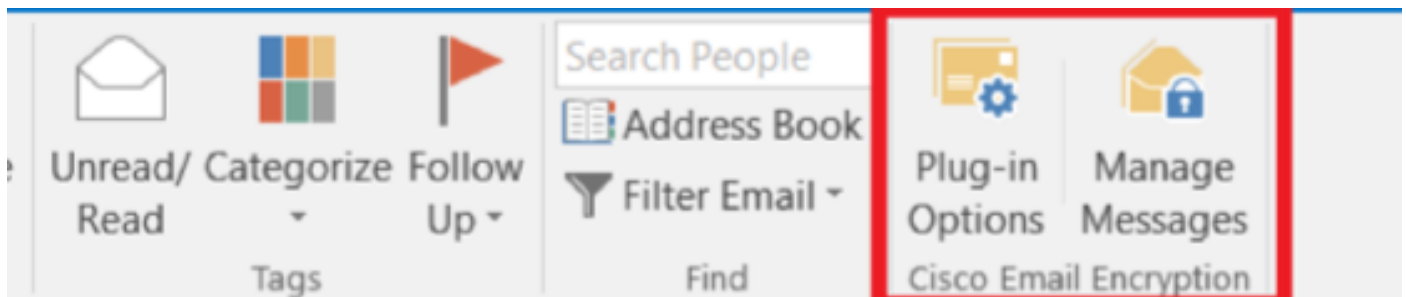 Search People
Address Book
Filter Email
Unread/ Read
Categorize
Follow Up
Plug-in Options
Manage Messages
Tags
Find
Cisco Email Encryption